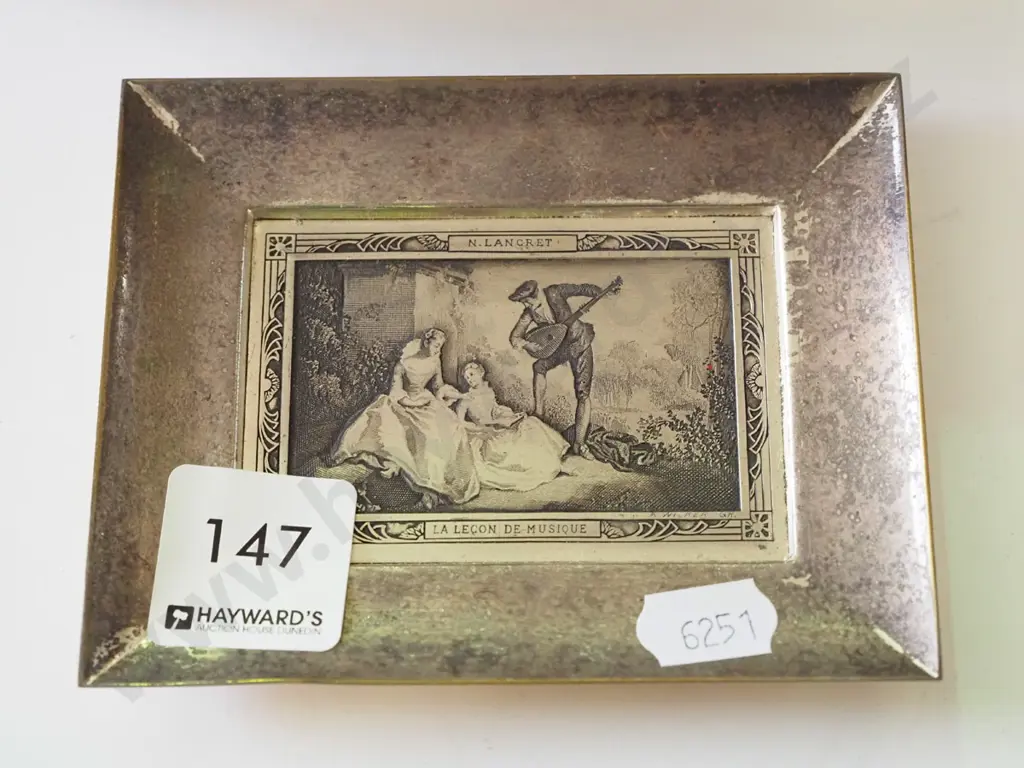 N. LANCRET
LA LEÇON DE MUSIQUE
147
HAYWARD'S
AUCTION HOUSE DUNEDIN
6251